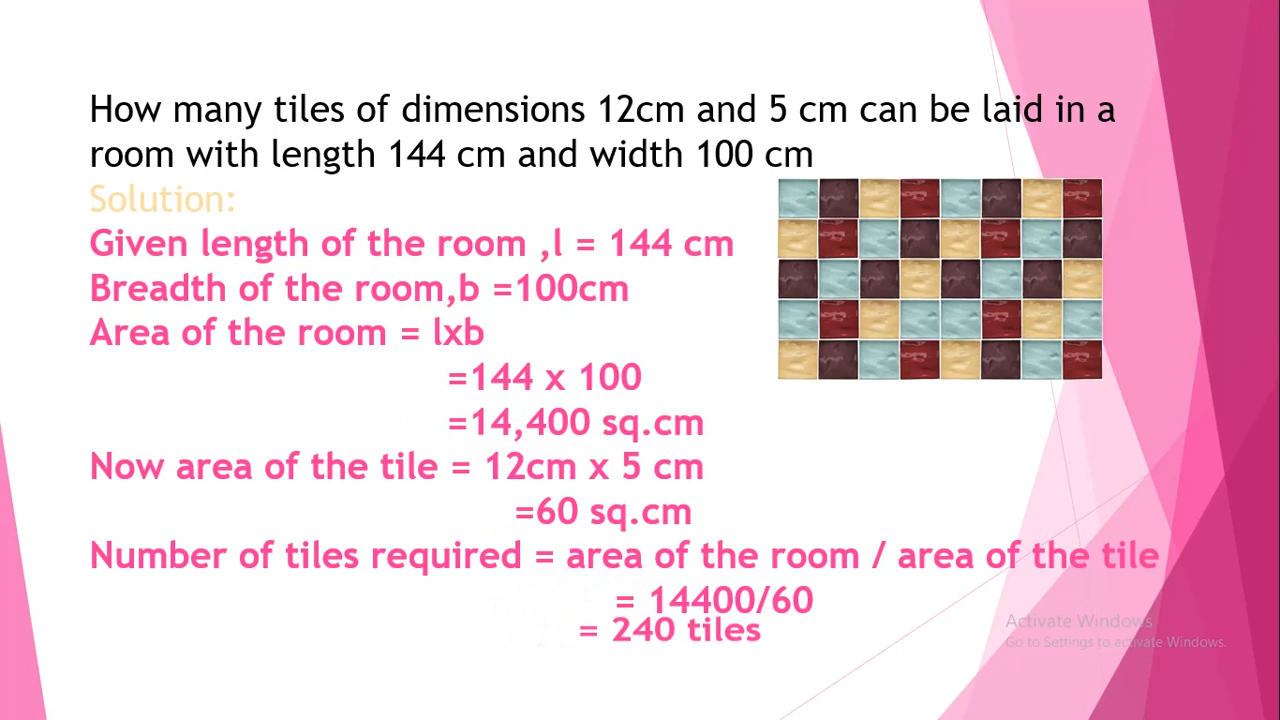 How many tiles of dimensions 12cm and 5 cm can be laid in a
room with length 144 cm and width 100 cm
Solution:
Given length of the room ,l = 144 cm
Breadth of the room,b =100cm
Area of the room = lxb
=144 x 100
=14,400 sq.cm
Now area of the tile = 12cm x 5 cm
=60 sq.cm
Number of tiles required = area of the room / area of the tile
= 14400/60
= 240 tiles
Activate Windows
Go to Settings to activate Windows.